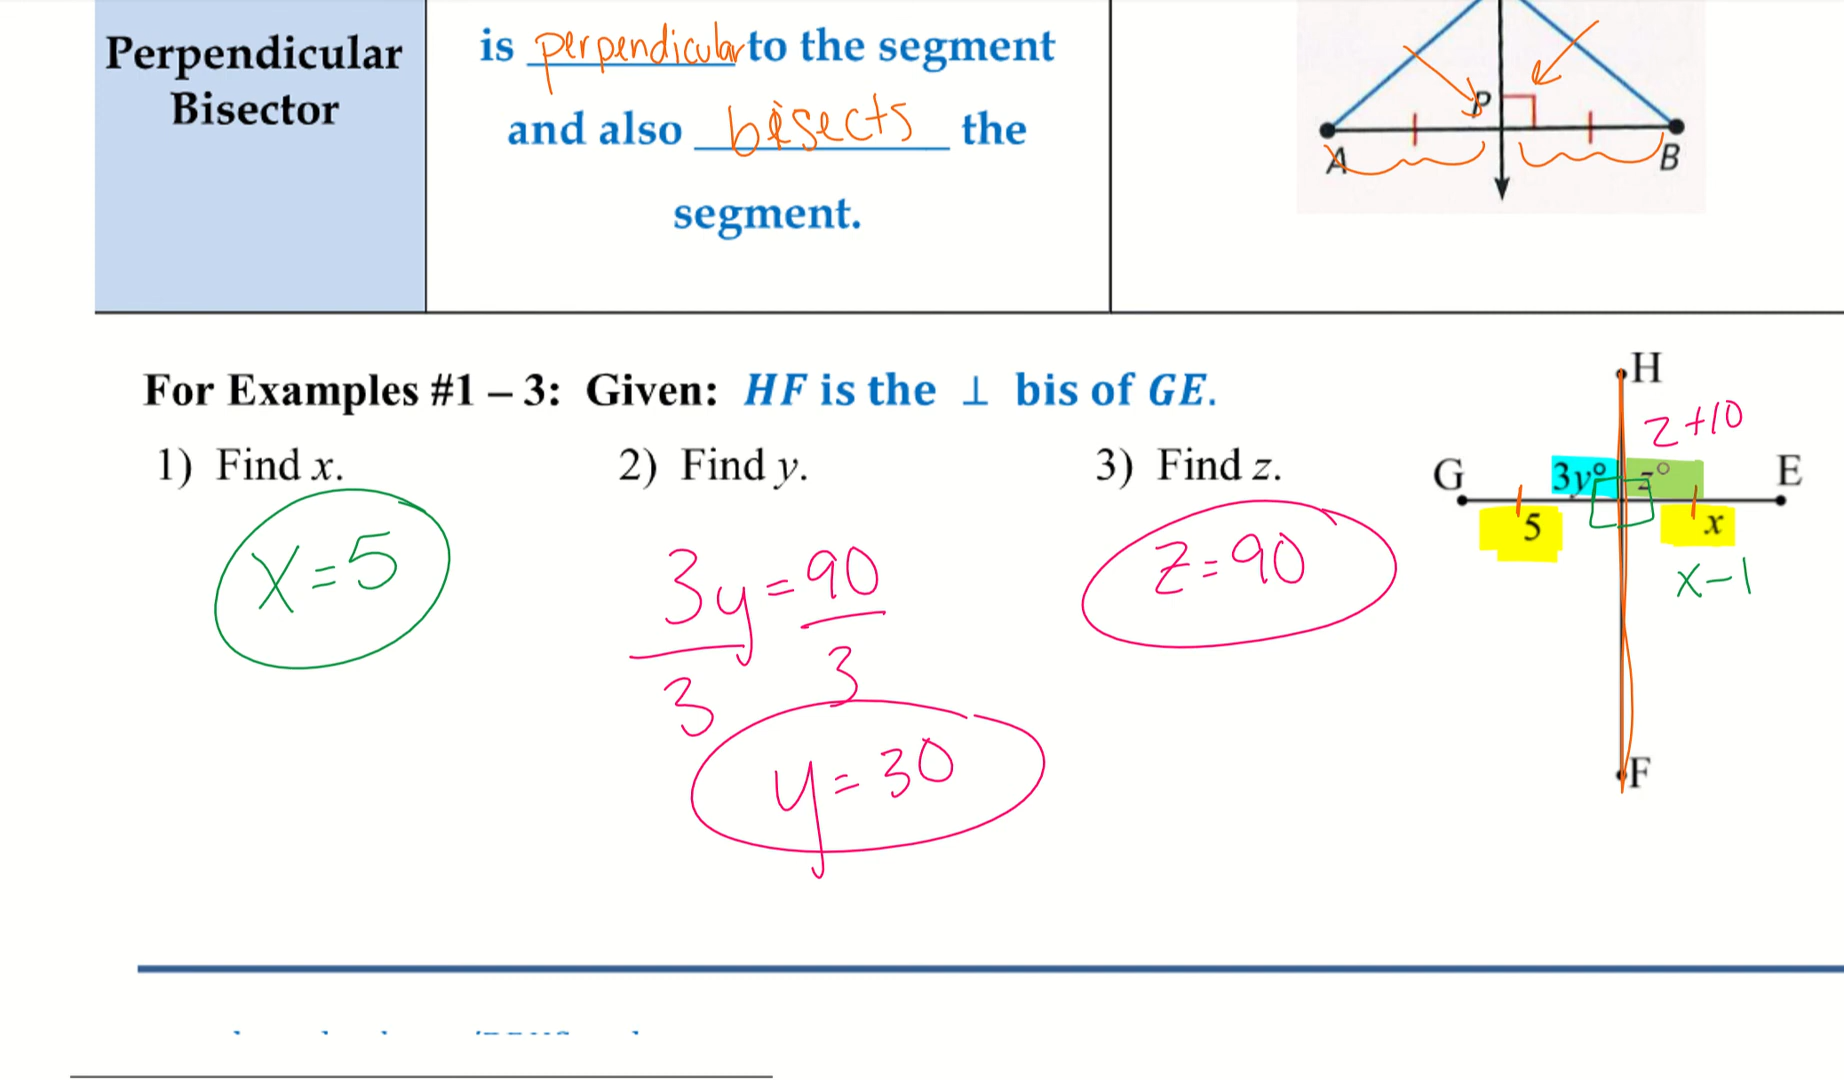 Perpendicular
Bisector
is perpendicular to the segment
and also bisects the
segment.
P
A
B
For Examples #1 – 3: Given: HF is the ⊥ bis of GE.
1) Find x.
2) Find y.
3) Find z.
x=5
3y=90
3 3
y=30
z=90
H
z+10
G
3y°
z°
E
5
x
x-1
F